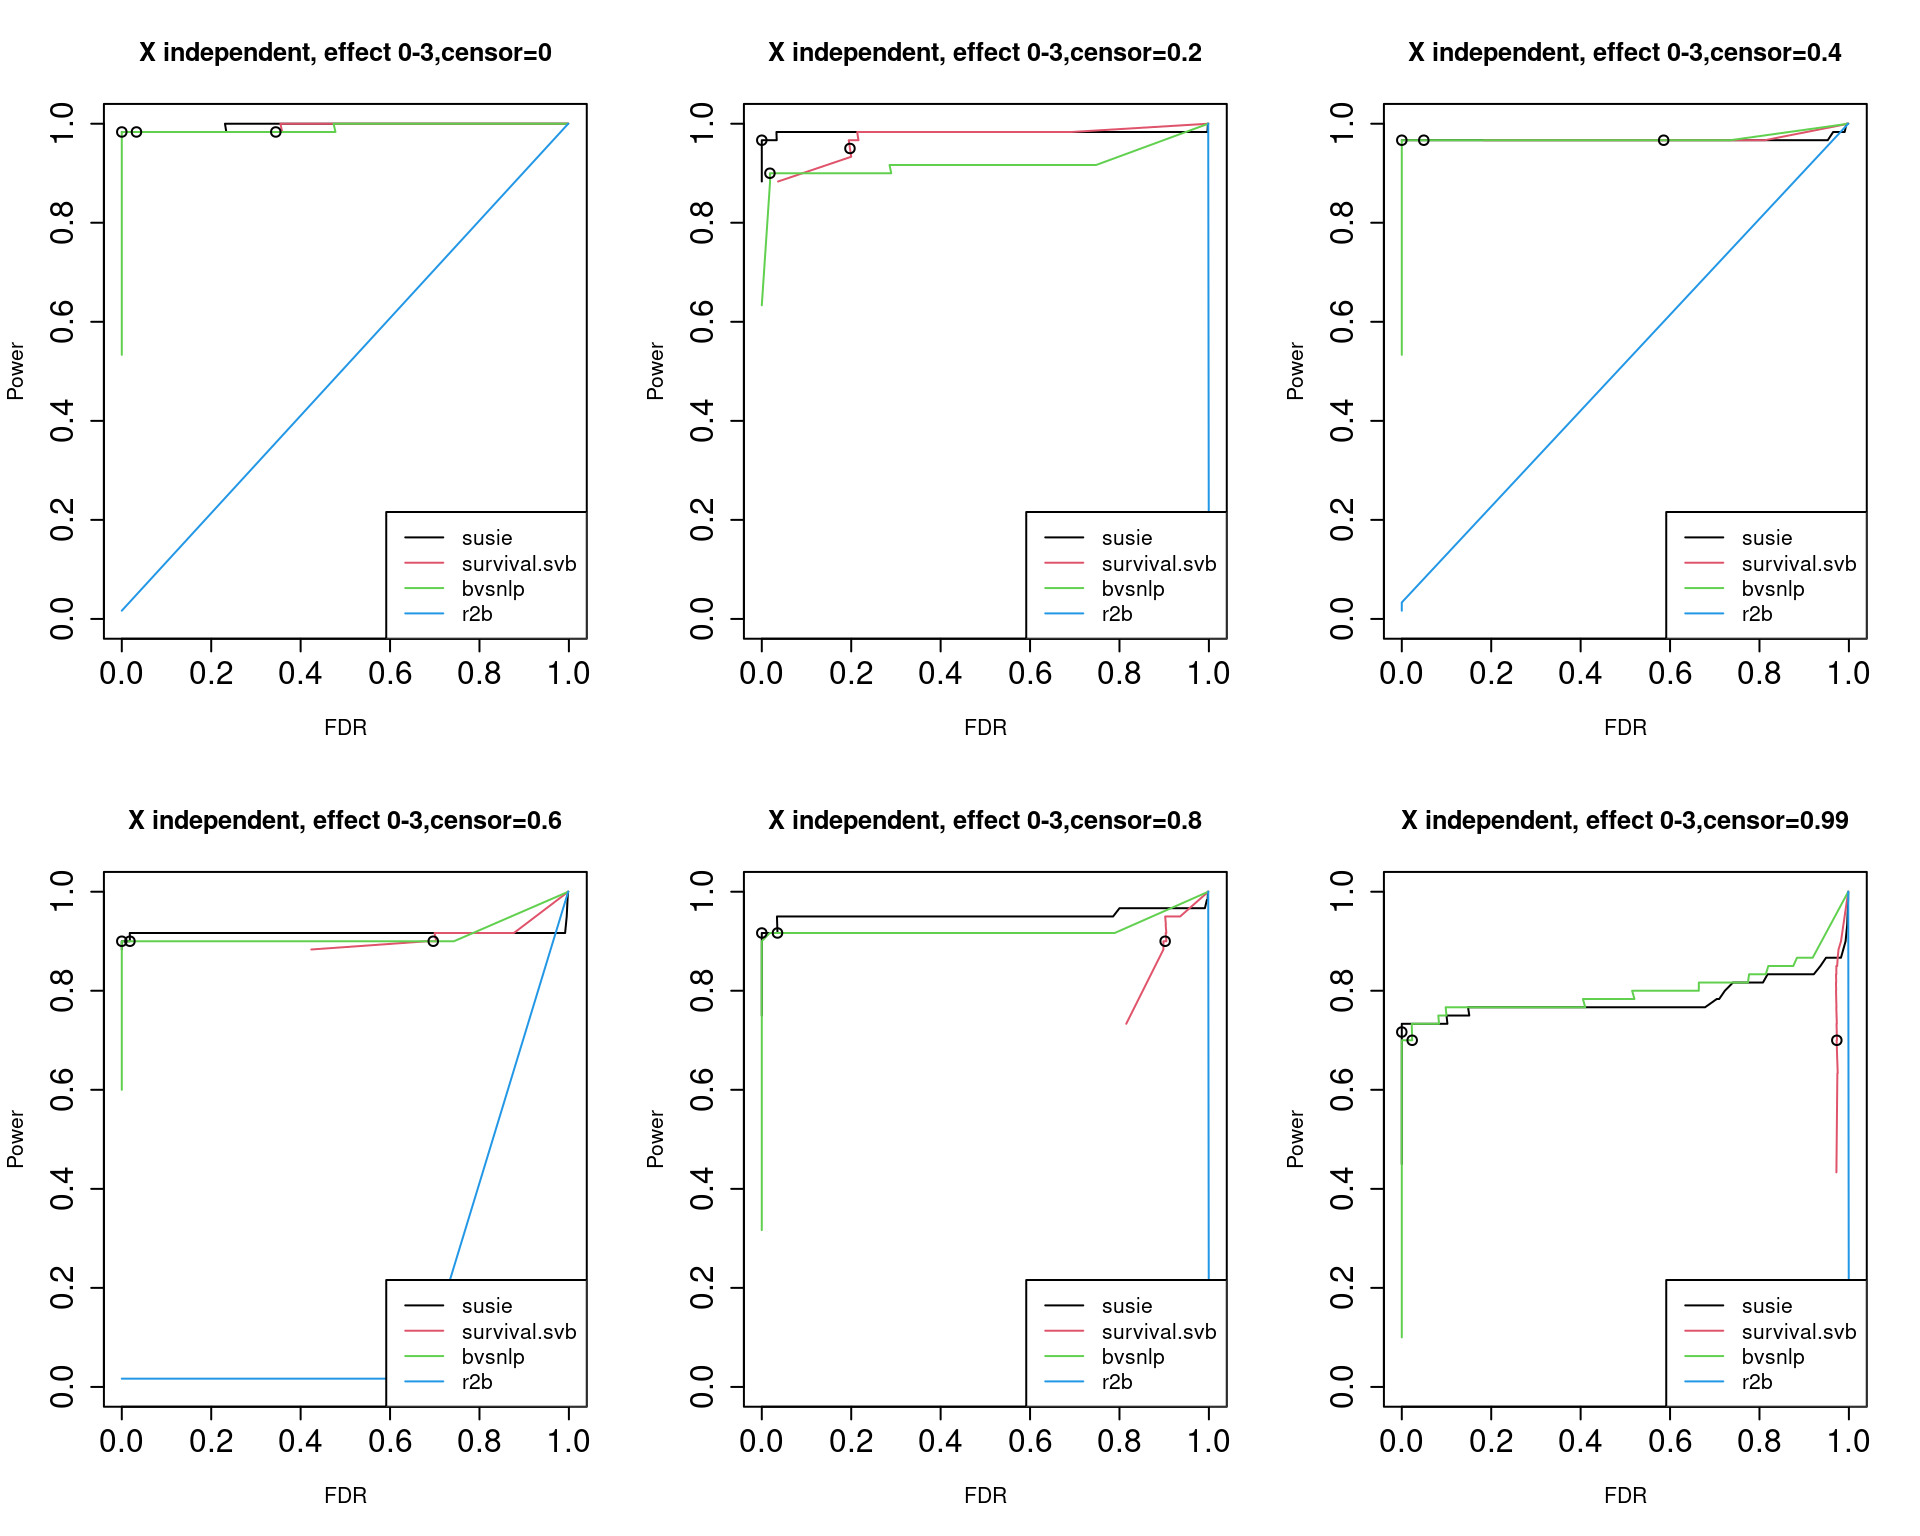 X independent, effect 0-3,censor=0
Power
1.0
0.8
0.6
0.4
0.2
0.0
susie
survival.svb
bvsnlp
r2b
0.0 0.2 0.4 0.6 0.8 1.0
FDR
X independent, effect 0-3,censor=0.2
Power
1.0
0.8
0.6
0.4
0.2
0.0
susie
survival.svb
bvsnlp
r2b
0.0 0.2 0.4 0.6 0.8 1.0
FDR
X independent, effect 0-3,censor=0.4
Power
1.0
0.8
0.6
0.4
0.2
0.0
susie
survival.svb
bvsnlp
r2b
0.0 0.2 0.4 0.6 0.8 1.0
FDR
X independent, effect 0-3,censor=0.6
Power
1.0
0.8
0.6
0.4
0.2
0.0
susie
survival.svb
bvsnlp
r2b
0.0 0.2 0.4 0.6 0.8 1.0
FDR
X independent, effect 0-3,censor=0.8
Power
1.0
0.8
0.6
0.4
0.2
0.0
susie
survival.svb
bvsnlp
r2b
0.0 0.2 0.4 0.6 0.8 1.0
FDR
X independent, effect 0-3,censor=0.99
Power
1.0
0.8
0.6
0.4
0.2
0.0
susie
survival.svb
bvsnlp
r2b
0.0 0.2 0.4 0.6 0.8 1.0
FDR